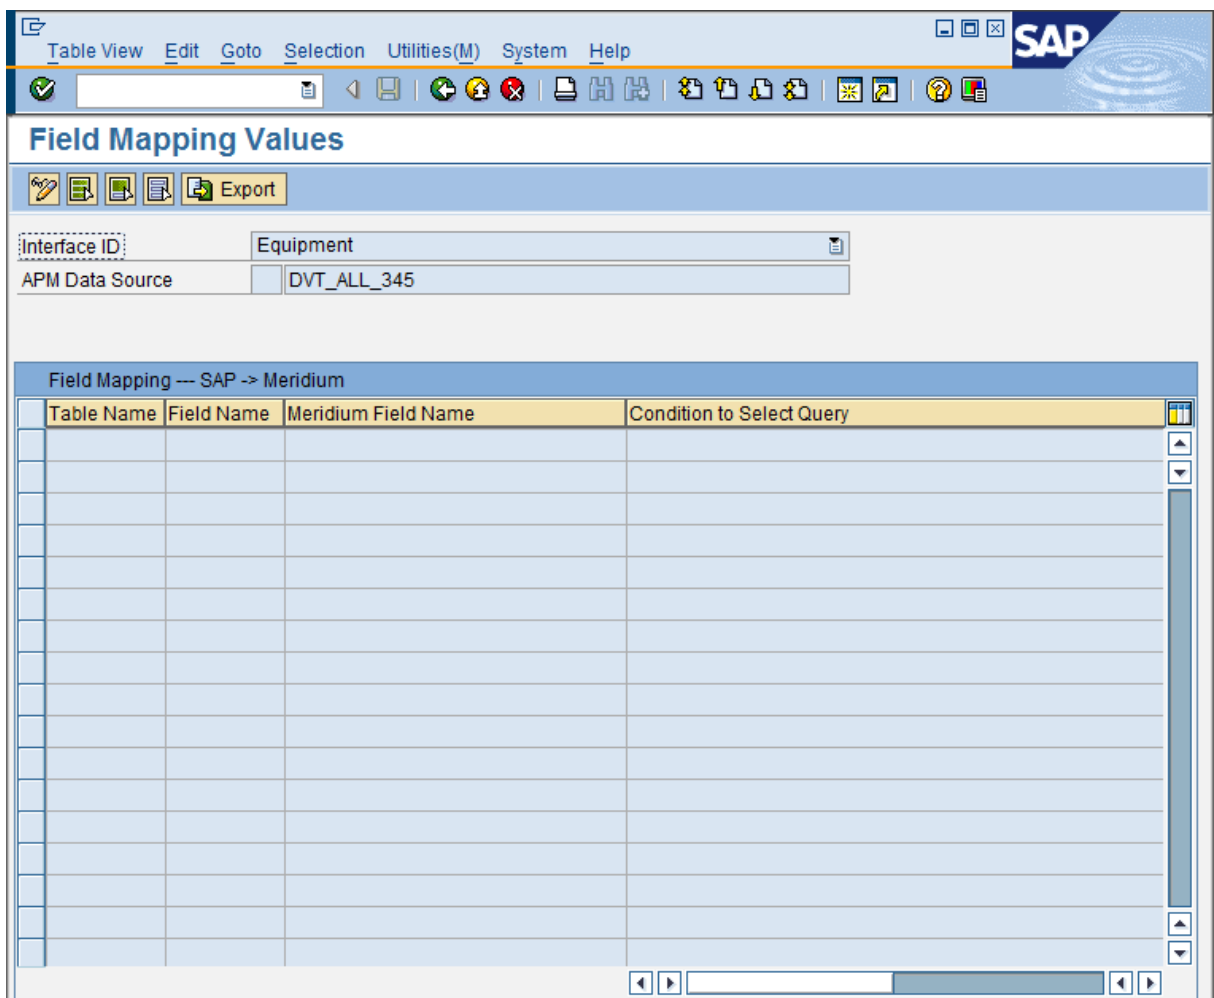 Table View Edit Goto Selection Utilities(M) System Help
SAP
Field Mapping Values
Export
Interface ID Equipment
APM Data Source DVT_ALL_345
Field Mapping --- SAP -> Meridium
Table Name Field Name Meridium Field Name Condition to Select Query